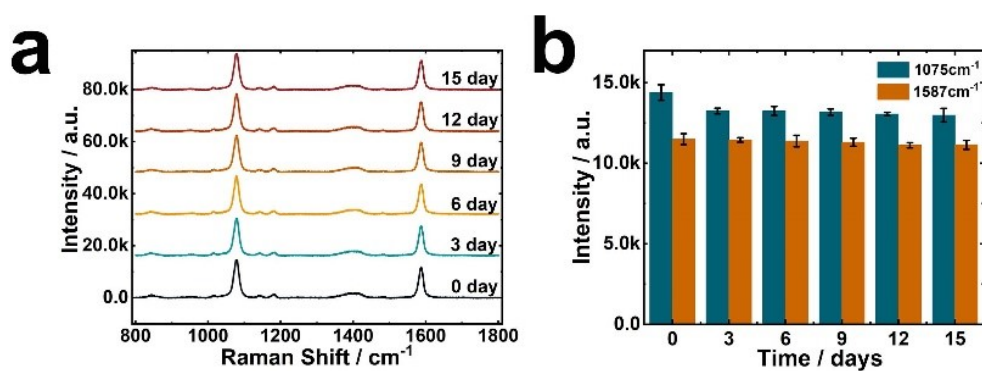 a
80.0k
60.0k
40.0k
20.0k
0.0
Intensity / a.u.
15 day
12 day
9 day
6 day
3 day
0 day
800 1000 1200 1400 1600 1800
Raman Shift / cm⁻¹
b
15.0k
10.0k
5.0k
0.0
Intensity / a.u.
1075cm⁻¹
1587cm⁻¹
0 3 6 9 12 15
Time / days